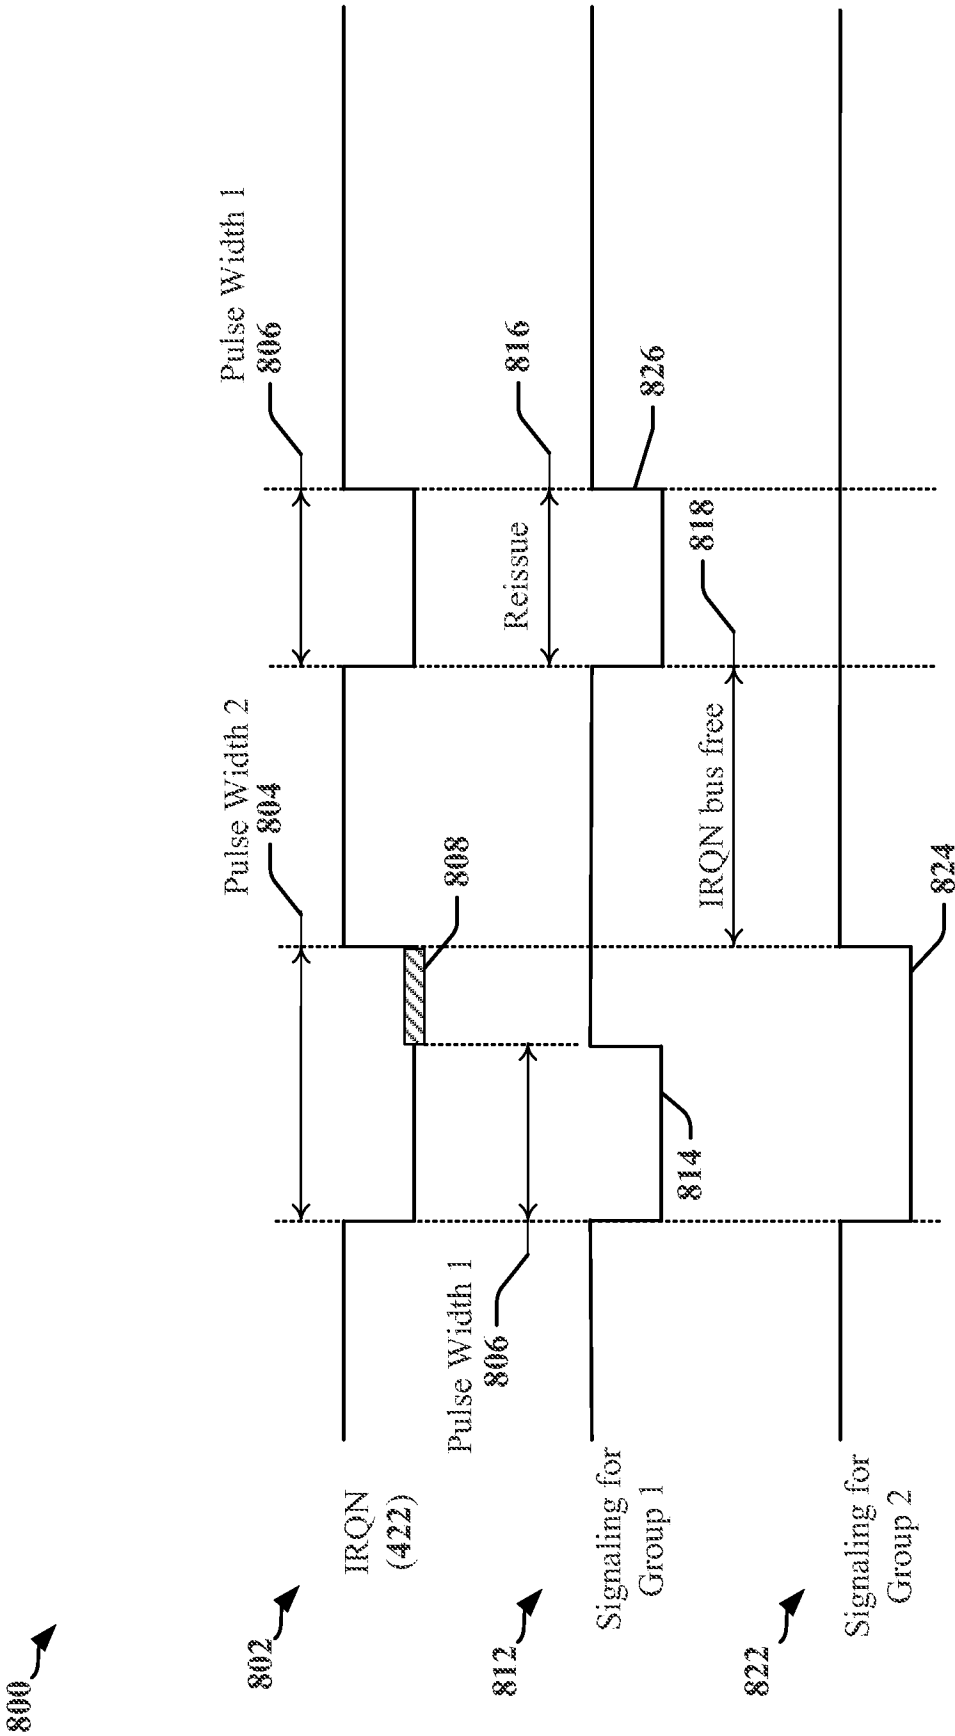 800
802
IRQN
(422)
Pulse Width 2
804
Pulse Width 1
806
808
812
Signaling for
Group 1
Pulse Width 1
806
814
Reissue
816
826
822
Signaling for
Group 2
IRQN bus free
818
824